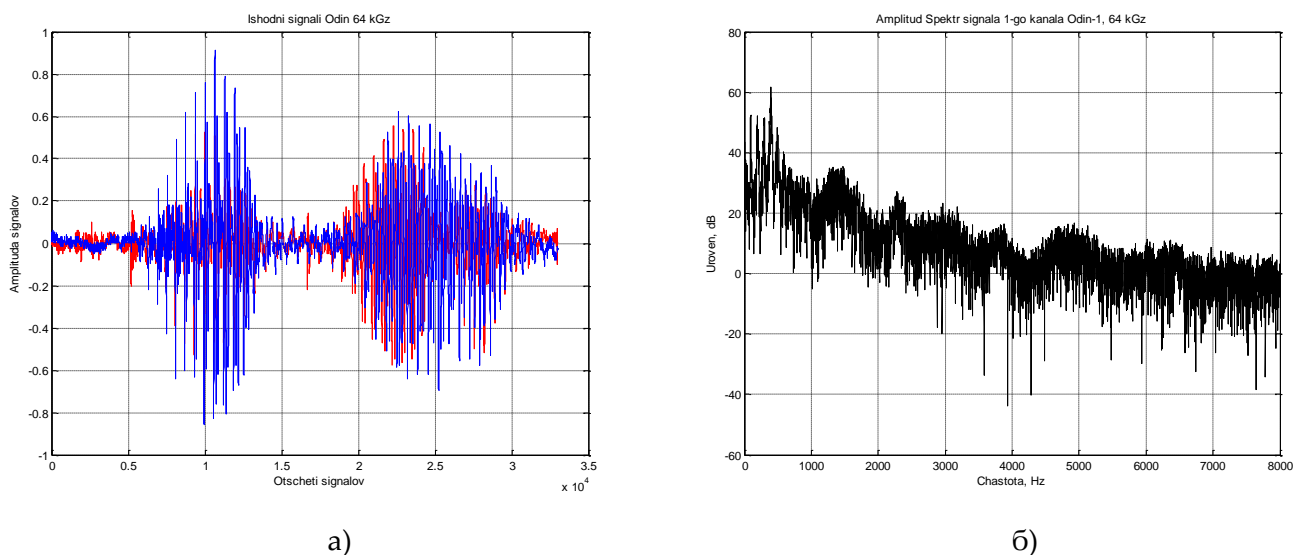 Ishodni signali Odin 64 kGz
1
0.8
0.6
0.4
0.2
0
-0.2
-0.4
-0.6
-0.8
-1
Amplituda signalov
0 0.5 1 1.5 2 2.5 3 3.5
x 10^4
Otscheti signalov
а)
Amplitud Spektr signala 1-go kanala Odin-1, 64 kGz
80
60
40
20
0
-20
-40
-60
Uroven, dB
0 1000 2000 3000 4000 5000 6000 7000 8000
Chastota, Hz
б)